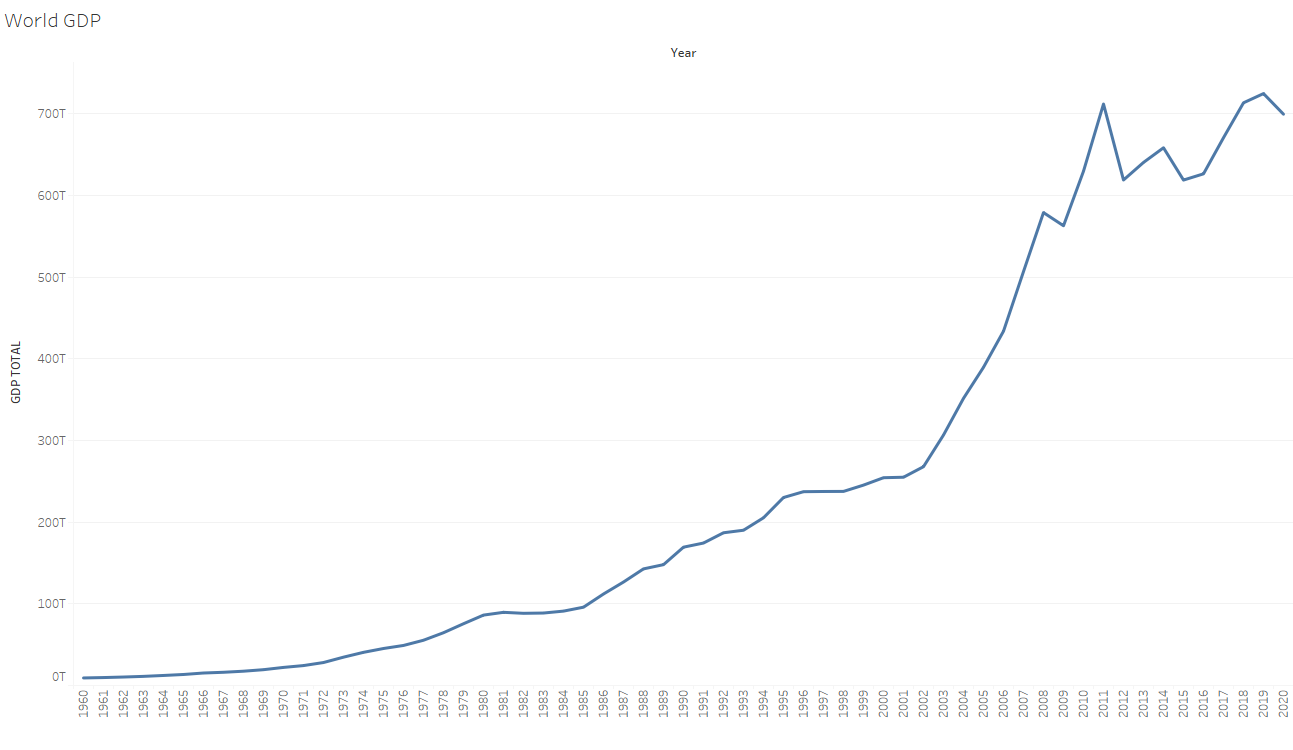 World GDP
Year
700T
600T
500T
400T
300T
200T
100T
0T
GDP TOTAL
1960 1961 1962 1963 1964 1965 1966 1967 1968 1969 1970 1971 1972 1973 1974 1975 1976 1977 1978 1979 1980 1981 1982 1983 1984 1985 1986 1987 1988 1989 1990 1991 1992 1993 1994 1995 1996 1997 1998 1999 2000 2001 2002 2003 2004 2005 2006 2007 2008 2009 2010 2011 2012 2013 2014 2015 2016 2017 2018 2019 2020